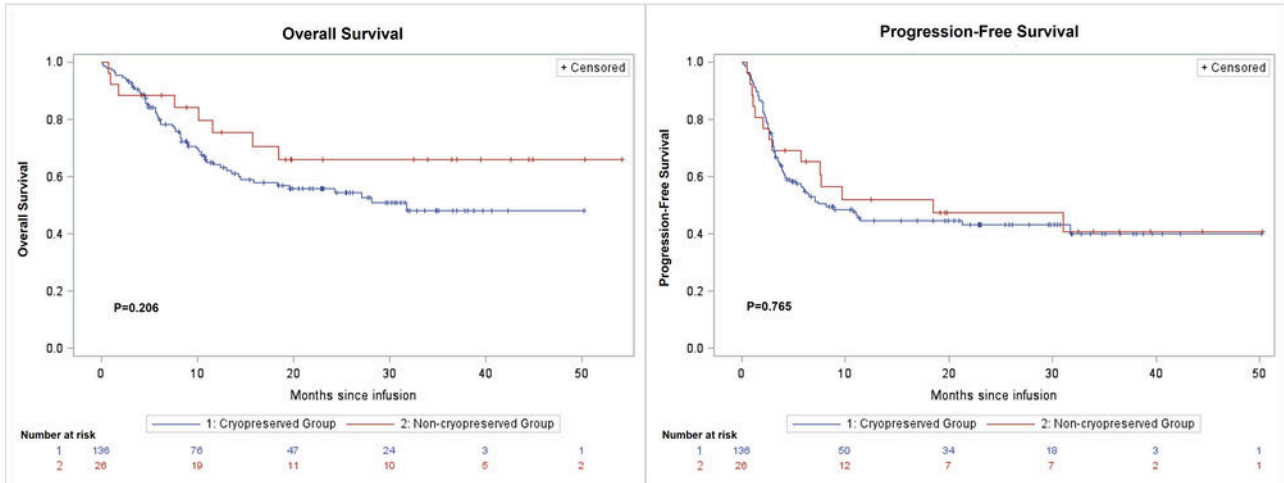 Overall Survival
+ Censored
1.0
0.8
0.6
0.4
0.2
0.0
Overall Survival
P=0.206
0 10 20 30 40 50
Months since infusion
1: Cryopreserved Group 2: Non-cryopreserved Group
Number at risk
1 136 76 47 24 3 1
2 26 19 11 10 5 2
Progression-Free Survival
+ Censored
1.0
0.8
0.6
0.4
0.2
0.0
Progression-Free Survival
P=0.765
0 10 20 30 40 50
Months since infusion
1: Cryopreserved Group 2: Non-cryopreserved Group
Number at risk
1 136 50 34 18 3 1
2 26 12 7 7 2 1